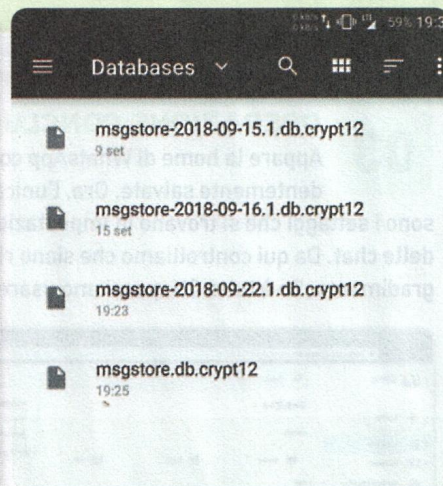 59% 19:3
Databases
msgstore-2018-09-15.1.db.crypt12
9 set
msgstore-2018-09-16.1.db.crypt12
15 set
msgstore-2018-09-22.1.db.crypt12
19:23
msgstore.db.crypt12
19:25